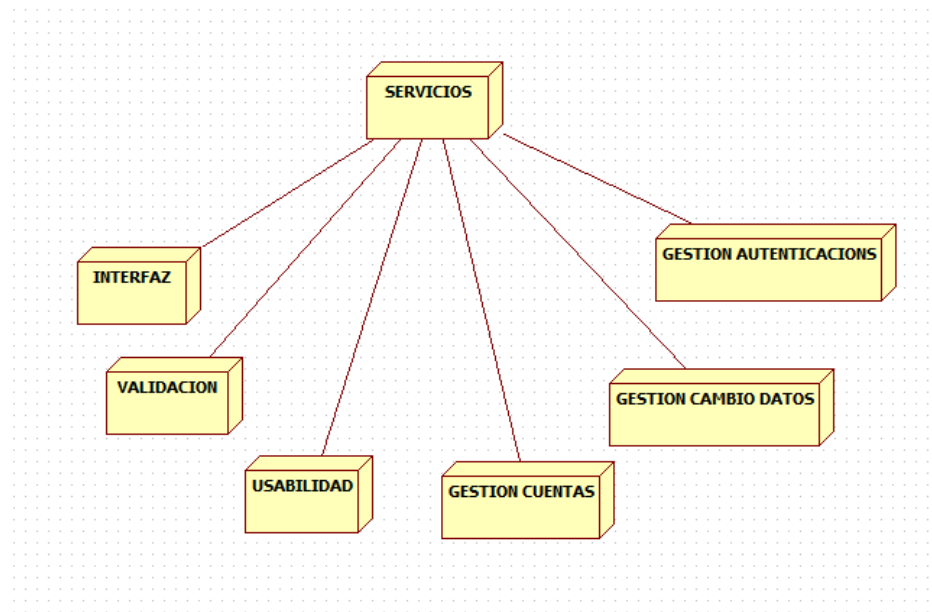 SERVICIOS
GESTION AUTENTICACIONS
INTERFAZ
VALIDACION
GESTION CAMBIO DATOS
USABILIDAD
GESTION CUENTAS